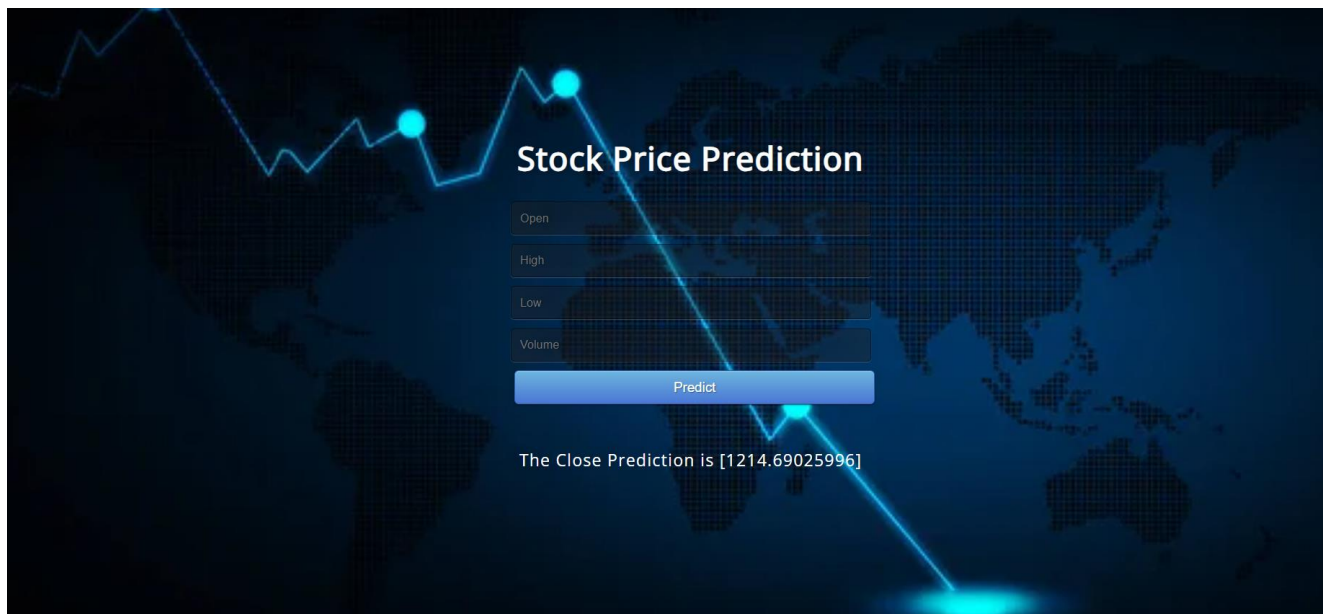 Stock Price Prediction
Open
High
Low
Volume
Predict
The Close Prediction is [1214.69025996]